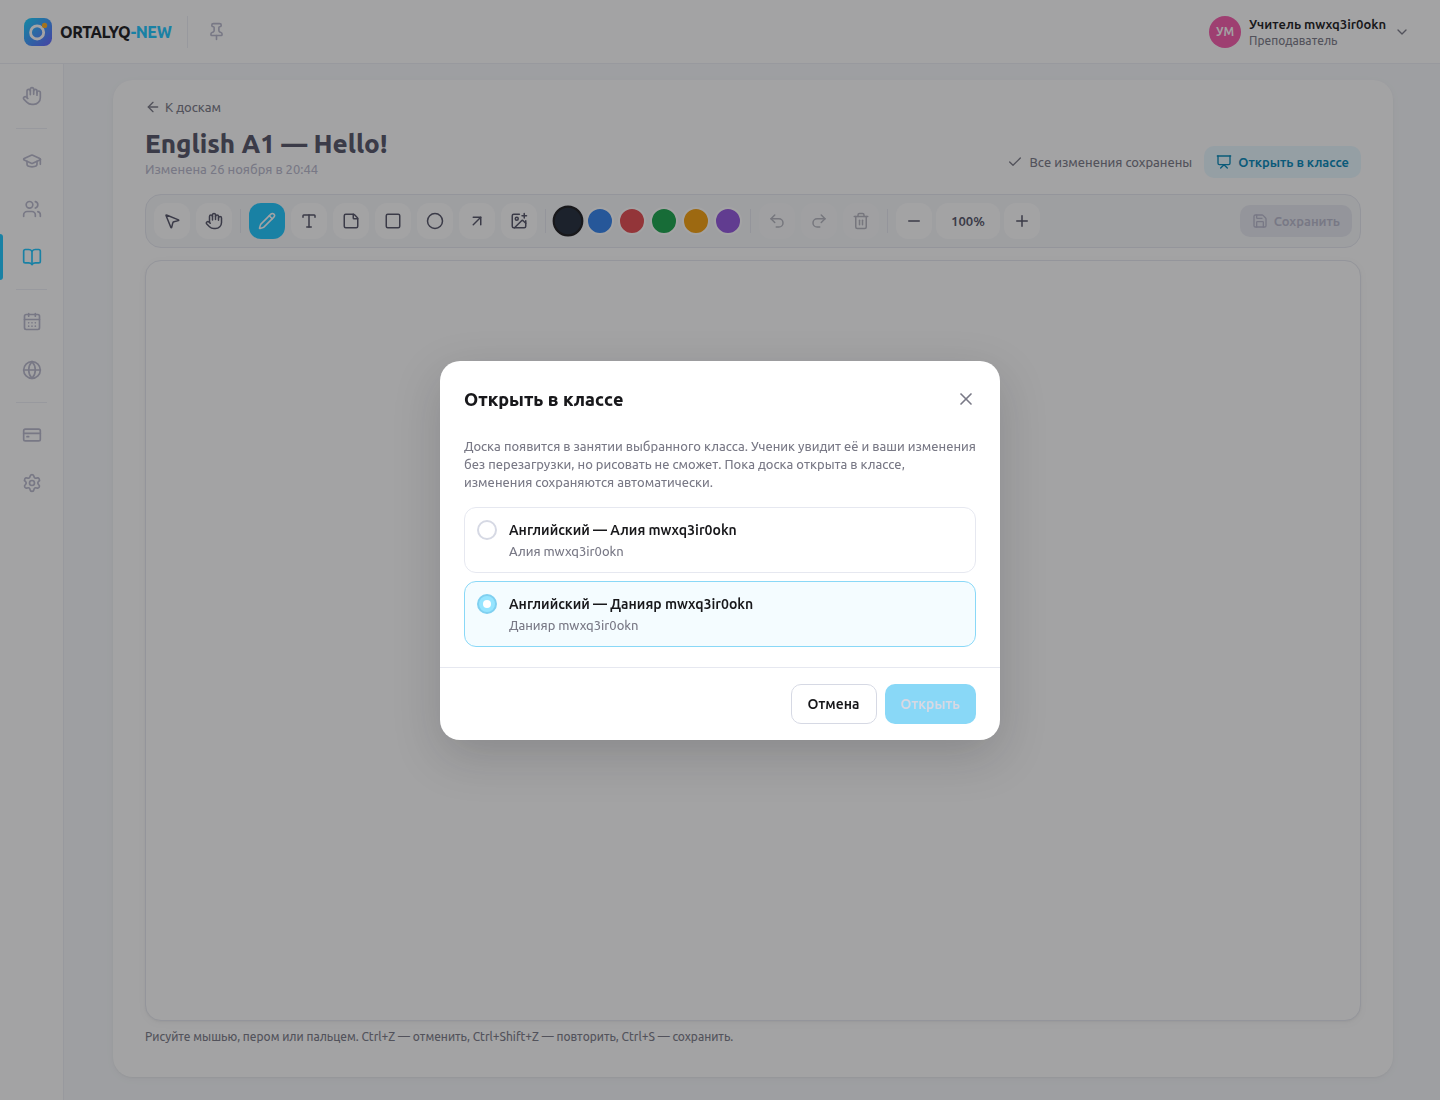 ORTALYQ-NEW
УМ
Учитель mwxq3ir0okn
Преподаватель
К доскам
English A1 — Hello!
Изменена 26 ноября в 20:44
Все изменения сохранены
Открыть в классе
100%
Сохранить
Открыть в классе
Доска появится в занятии выбранного класса. Ученик увидит её и ваши изменения
без перезагрузки, но рисовать не сможет. Пока доска открыта в классе,
изменения сохраняются автоматически.
Английский — Алия mwxq3ir0okn
Алия mwxq3ir0okn
Английский — Данияр mwxq3ir0okn
Данияр mwxq3ir0okn
Отмена
Открыть
Рисуйте мышью, пером или пальцем. Ctrl+Z — отменить, Ctrl+Shift+Z — повторить, Ctrl+S — сохранить.